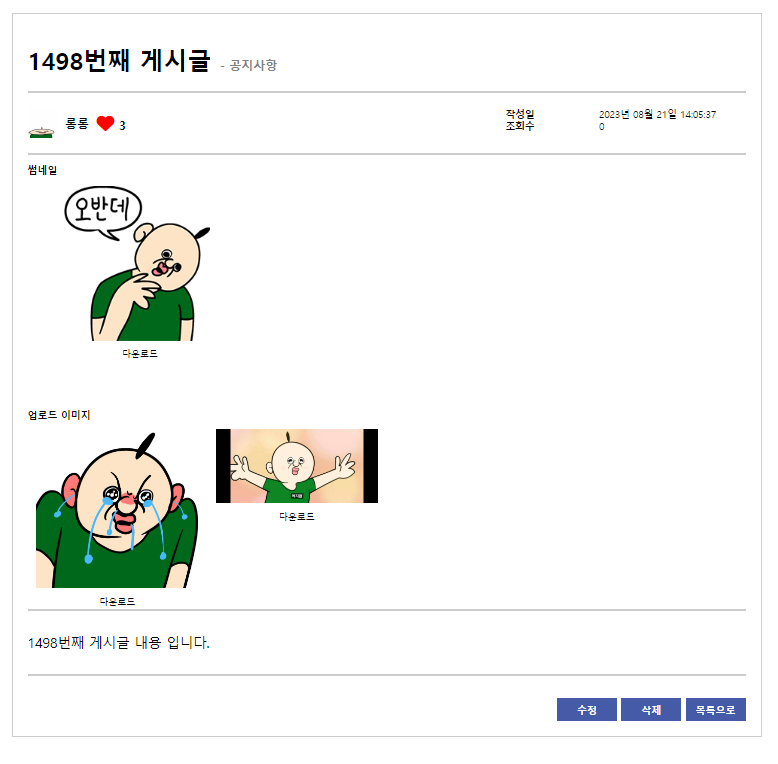 1498번째 게시글 - 공지사항
롱롱 3
작성일 2023년 08월 21일 14:05:37
조회수 0
썸네일
오반데
다운로드
업로드 이미지
다운로드
다운로드
1498번째 게시글 내용 입니다.
수정 삭제 목록으로